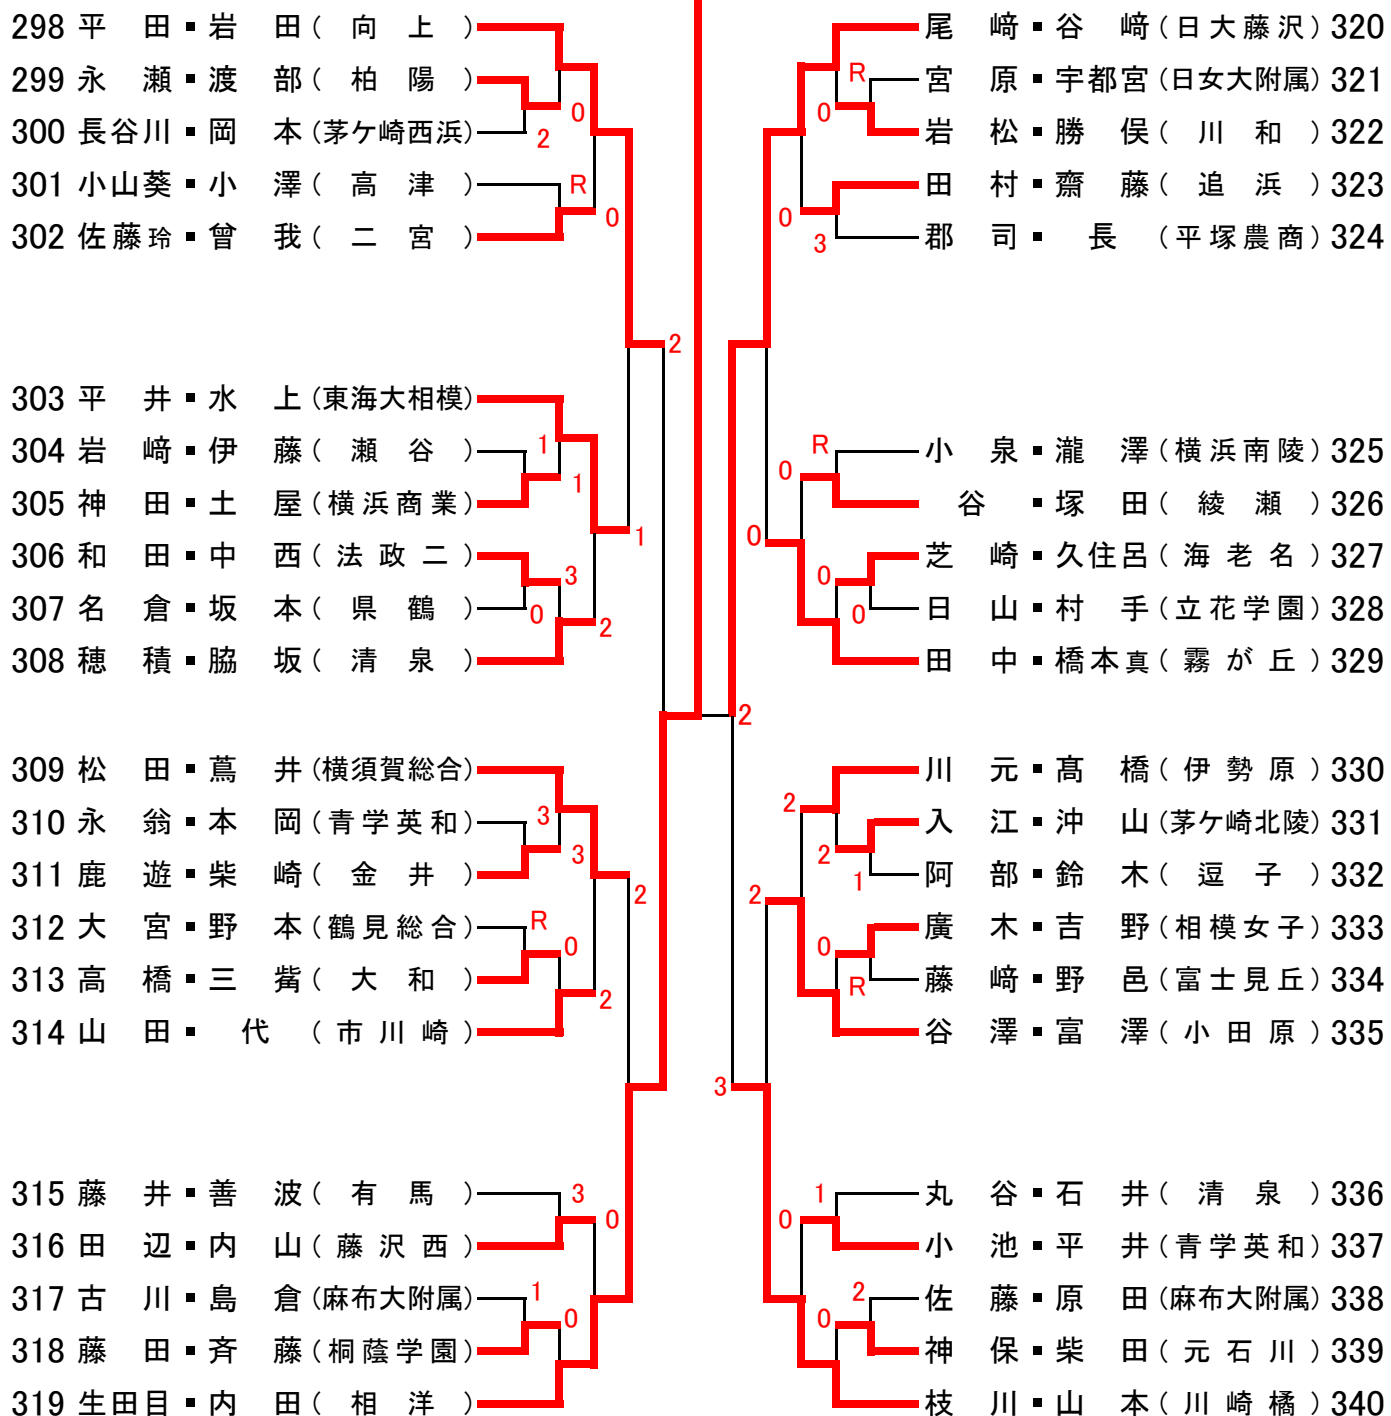 298 平 田 ▪ 岩 田 ( 向 上 )
299 永 瀬 ▪ 渡 部 ( 柏 陽 )
0
300 長谷川 ▪ 岡 本 (茅ケ崎西浜)
2
301 小山葵 ▪ 小 澤 ( 高 津 )
R
0
302 佐藤玲 ▪ 曾 我 ( 二 宮 )
2
303 平 井 ▪ 水 上 (東海大相模)
304 岩 﨑 ▪ 伊 藤 ( 瀬 谷 )
1
1
305 神 田 ▪ 土 屋 (横浜商業)
1
306 和 田 ▪ 中 西 (法政二)
3
307 名 倉 ▪ 坂 本 ( 県 鶴 )
0
2
308 穂 積 ▪ 脇 坂 ( 清 泉 )
309 松 田 ▪ 蔦 井 (横須賀総合)
310 永 翁 ▪ 本 岡 (青学英和)
3
3
311 鹿 遊 ▪ 柴 崎 ( 金 井 )
2
312 大 宮 ▪ 野 本 (鶴見総合)
R
0
313 高 橋 ▪ 三 觜 ( 大 和 )
2
314 山 田 ▪ 代 (市川崎)
315 藤 井 ▪ 善 波 ( 有 馬 )
3
0
316 田 辺 ▪ 内 山 (藤沢西)
317 古 川 ▪ 島 倉 (麻布大附属)
1
0
318 藤 田 ▪ 斉 藤 (桐蔭学園)
319 生田目 ▪ 内 田 ( 相 洋 )
尾 﨑 ▪ 谷 﨑 (日大藤沢) 320
R
宮 原 ▪ 宇都宮 (日女大附属) 321
0
岩 松 ▪ 勝 俣 ( 川 和 ) 322
田 村 ▪ 齋 藤 ( 追 浜 ) 323
0
3
郡 司 ▪ 長 (平塚農商) 324
R
小 泉 ▪ 瀧 澤 (横浜南陵) 325
0
谷 ▪ 塚 田 ( 綾 瀬 ) 326
0
芝 崎 ▪ 久住呂 (海老名) 327
0
0
日 山 ▪ 村 手 (立花学園) 328
田 中 ▪ 橋本真 (霧が丘) 329
2
川 元 ▪ 髙 橋 (伊勢原) 330
2
入 江 ▪ 沖 山 (茅ケ崎北陵) 331
2
1
阿 部 ▪ 鈴 木 ( 逗 子 ) 332
2
廣 木 ▪ 吉 野 (相模女子) 333
0
R
藤 﨑 ▪ 野 邑 (富士見丘) 334
谷 澤 ▪ 富 澤 (小田原) 335
3
1
丸 谷 ▪ 石 井 ( 清 泉 ) 336
0
小 池 ▪ 平 井 (青学英和) 337
2
佐 藤 ▪ 原 田 (麻布大附属) 338
0
神 保 ▪ 柴 田 (元石川) 339
枝 川 ▪ 山 本 (川崎橘) 340